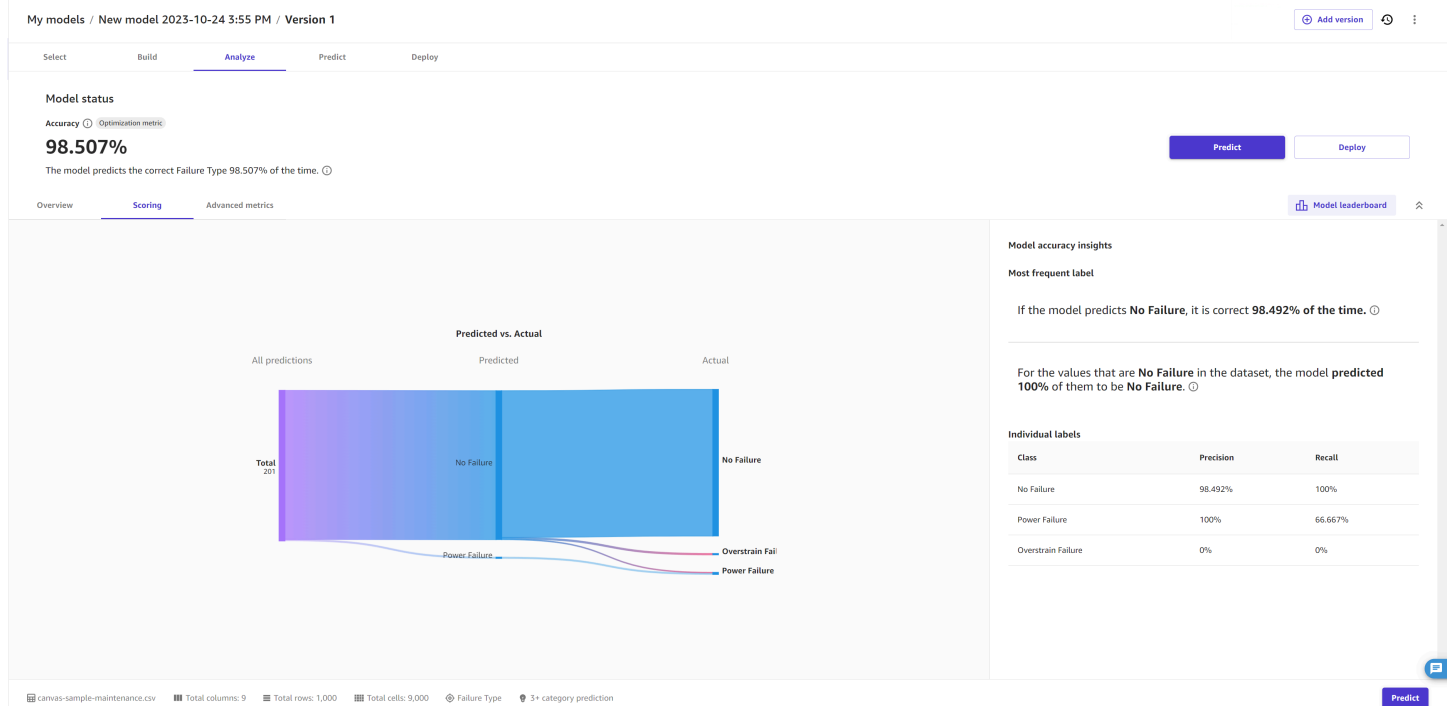 My models / New model 2023-10-24 3:55 PM / Version 1
Add version
Select
Build
Analyze
Predict
Deploy
Model status
Accuracy
Optimization metric
98.507%
The model predicts the correct Failure Type 98.507% of the time.
Predict
Deploy
Overview
Scoring
Advanced metrics
Model leaderboard
Predicted vs. Actual
All predictions
Predicted
Actual
Total
201
No Failure
Power Failure
No Failure
Overstrain Fai
Power Failure
Model accuracy insights
Most frequent label
If the model predicts No Failure, it is correct 98.492% of the time.
For the values that are No Failure in the dataset, the model predicted
100% of them to be No Failure.
Individual labels
Class Precision Recall
No Failure 98.492% 100%
Power Failure 100% 66.667%
Overstrain Failure 0% 0%
canvas-sample-maintenance.csv
Total columns: 9
Total rows: 1,000
Total cells: 9,000
Failure Type
3+ category prediction
Predict